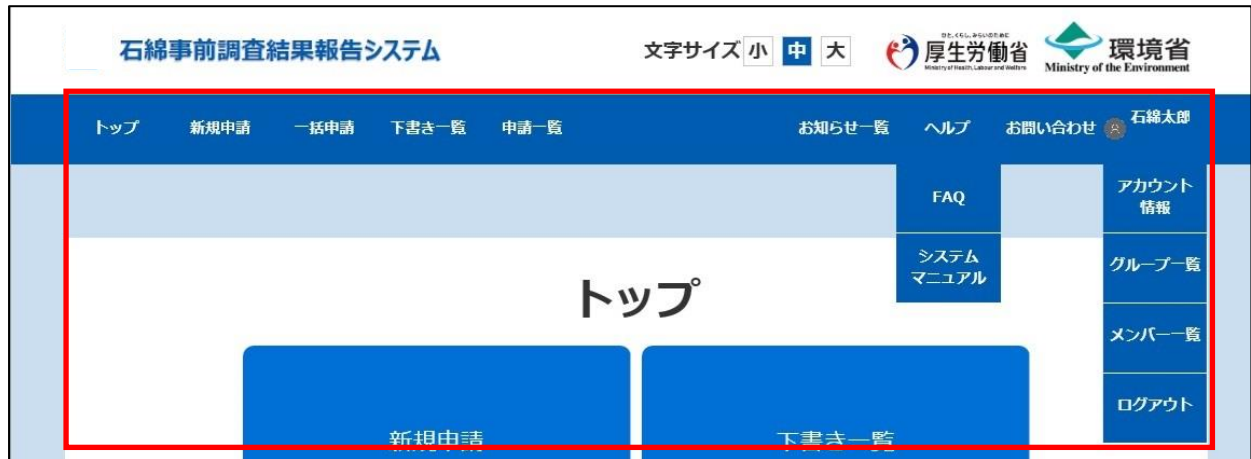 石綿事前調査結果報告システム
文字サイズ 小 中 大
ひと、くらし、みらいのために
厚生労働省
Ministry of Health, Labour and Welfare
環境省
Ministry of the Environment
トップ 新規申請 一括申請 下書き一覧 申請一覧 お知らせ一覧 ヘルプ お問い合わせ 石綿太郎
FAQ
システム
マニュアル
アカウント
情報
グループ一覧
メンバー一覧
ログアウト
トップ
新規申請 下書き一覧